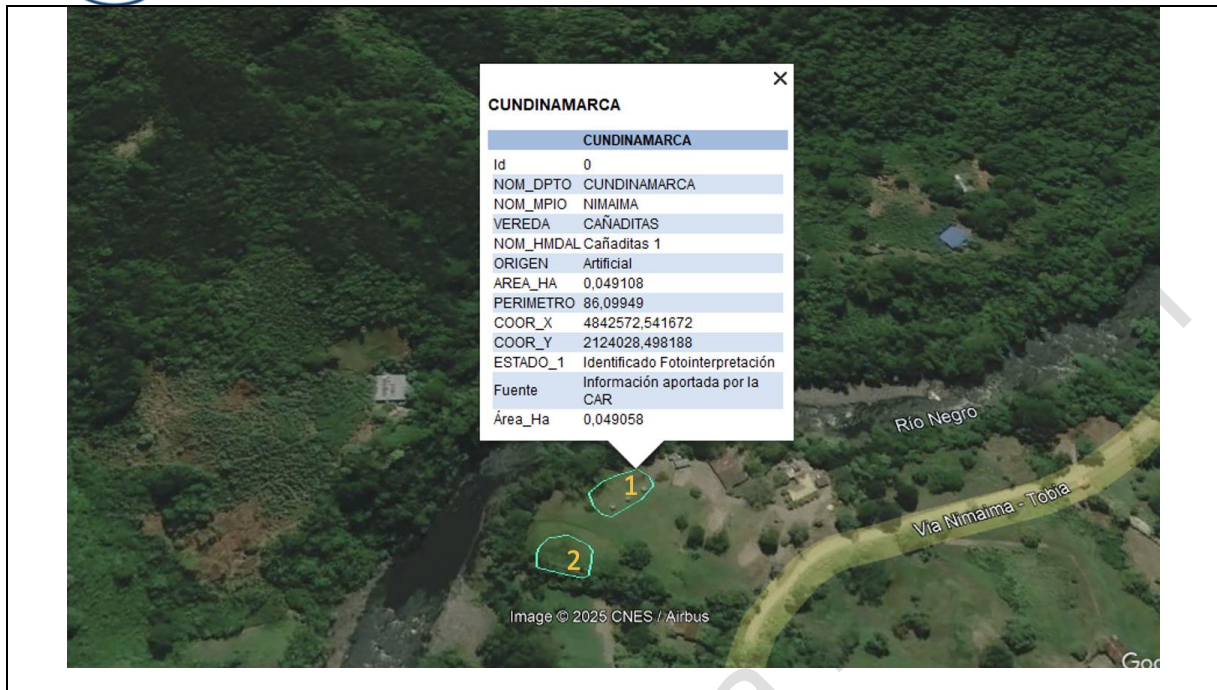 CUNDINAMARCA
CUNDINAMARCA
Id 0
NOM_DPTO CUNDINAMARCA
NOM_MPIO NIMAIMA
VEREDA CAÑADITAS
NOM_HMDAL Cañaditas 1
ORIGEN Artificial
AREA_HA 0,049108
PERIMETRO 86,09949
COOR_X 4842572,541672
COOR_Y 2124028,498188
ESTADO_1 Identificado Fotointerpretación
Fuente Información aportada por la
CAR
Área_Ha 0,049058
Río Negro
1
Via Nimaima - Tobia
2
Image © 2025 CNES / Airbus